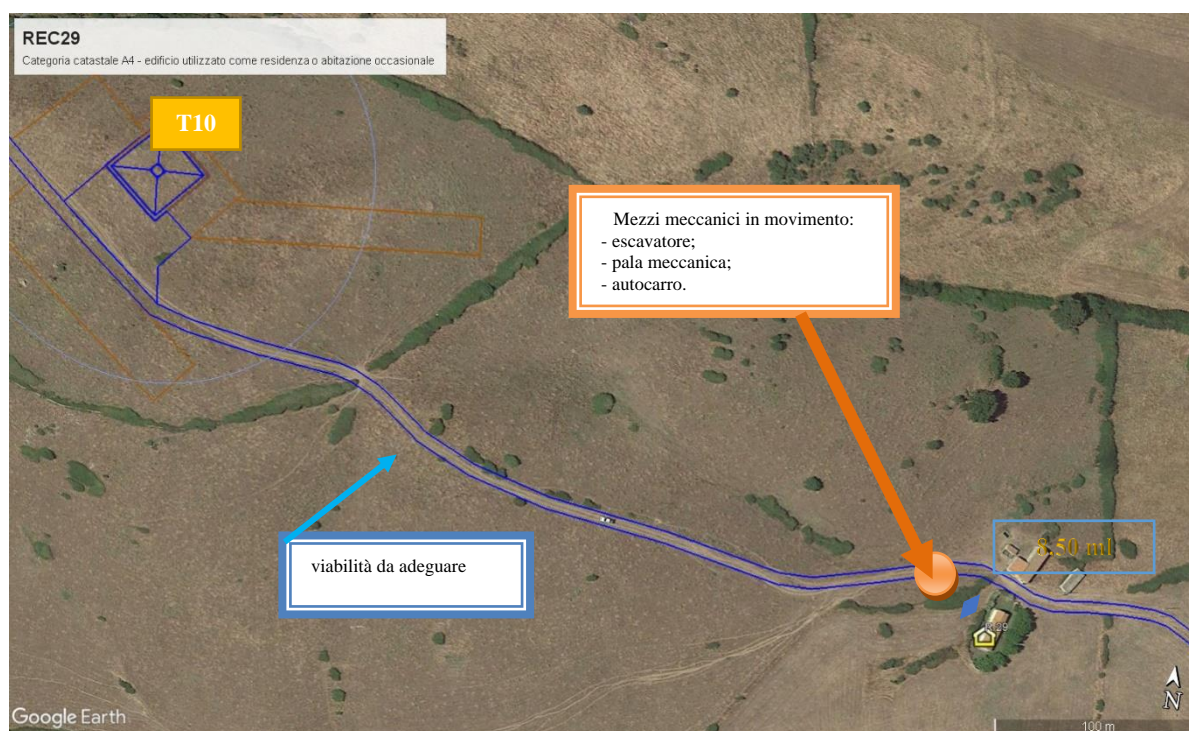 REC29
Categoria catastale A4 - edificio utilizzato come residenza o abitazione occasionale
T10
Mezzi meccanici in movimento:
- escavatore;
- pala meccanica;
- autocarro.
viabilità da adeguare
8.50 ml
N
Google Earth
100 m